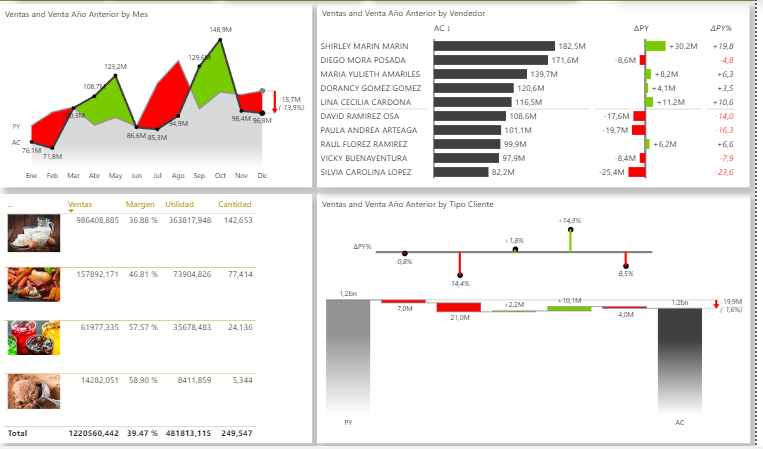 Ventas and Venta Año Anterior by Mes
148,9M
129,6M
123,2M
108,7M
100,3M
-15,7M
(-13,9%)
98,4M
96,8M
94,9M
86,6M
85,3M
PY
AC
76,1M
71,8M
Ene Feb Mar Abr May Jun Jul Ago Sep Oct Nov Dic
Ventas and Venta Año Anterior by Vendedor
AC ↓ ΔPY ΔPY%
SHIRLEY MARIN MARIN 182,5M +30,2M +19,8
DIEGO MORA POSADA 171,6M -8,6M -4,8
MARIA YULIETH AMARILES 139,7M +8,2M +6,3
DORANCY GOMEZ GOMEZ 120,6M +4,1M +3,5
LINA CECILIA CARDONA 116,5M +11,2M +10,6
DAVID RAMIREZ OSA 108,6M -17,6M -14,0
PAULA ANDREA ARTEAGA 101,1M -19,7M -16,3
RAUL FLOREZ RAMIREZ 99,9M +6,2M +6,6
VICKY BUENAVENTURA 97,9M -8,4M -7,9
SILVIA CAROLINA LOPEZ 82,2M -25,4M -23,6
... Ventas Margen Utilidad Cantidad
986408,885 36.88 % 363817,948 142,653
157892,171 46.81 % 73904,826 77,414
61977,335 57.57 % 35678,483 24,136
14282,051 58.90 % 8411,859 5,344
Total 1220560,442 39.47 % 481813,115 249,547
Ventas and Venta Año Anterior by Tipo Cliente
ΔPY%
-0,8%
-14,4%
+1,8%
+14,3%
-8,5%
1,2bn
-7,0M
-21,0M
+2,2M
+10,1M
-4,0M
1,2bn
-19,9M
(-1,6%)
PY AC